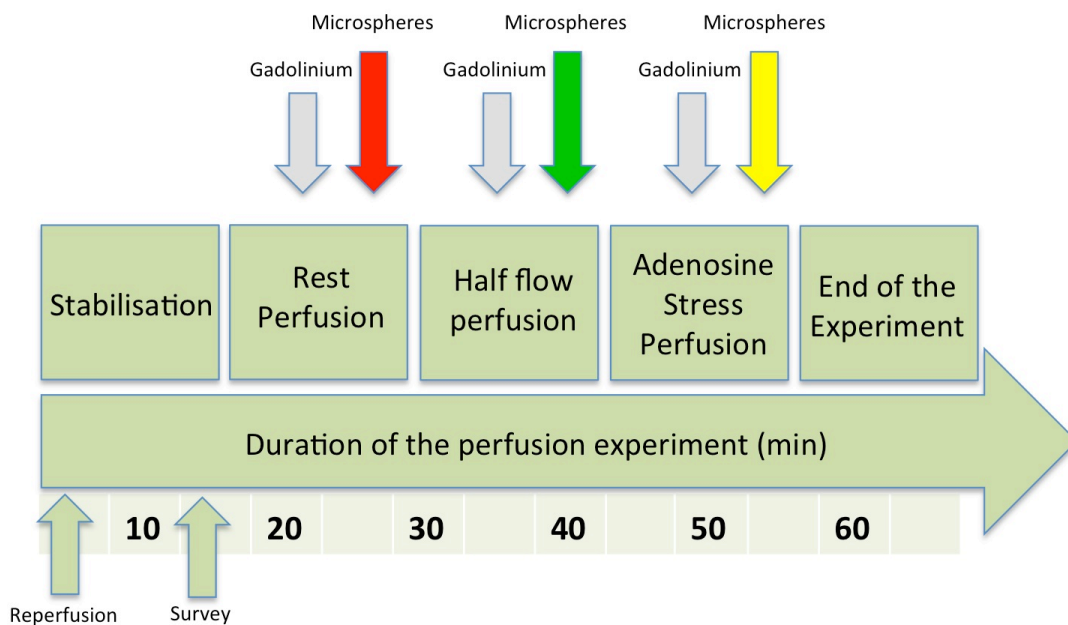 Microspheres
Microspheres
Microspheres
Gadolinium
Gadolinium
Gadolinium
Stabilisation
Rest
Perfusion
Half flow
perfusion
Adenosine
Stress
Perfusion
End of the
Experiment
Duration of the perfusion experiment (min)
10 20 30 40 50 60
Reperfusion
Survey